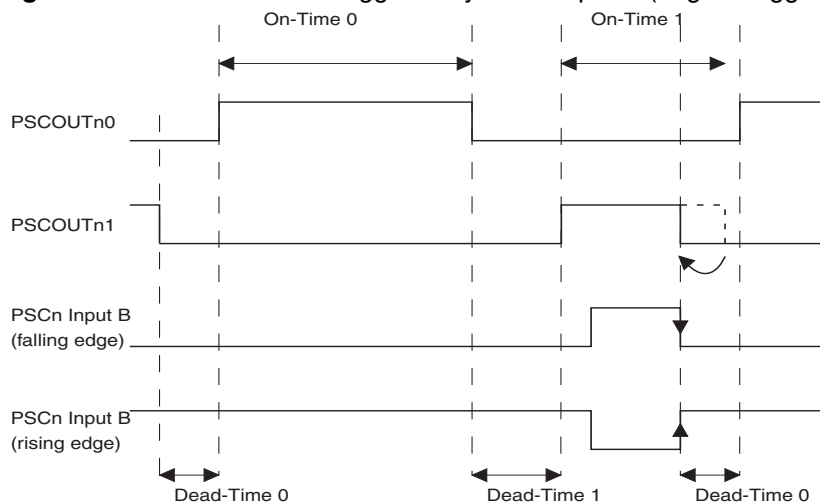 On-Time 0
On-Time 1
PSCOUTn0
PSCOUTn1
PSCn Input B
(falling edge)
PSCn Input B
(rising edge)
Dead-Time 0
Dead-Time 1
Dead-Time 0